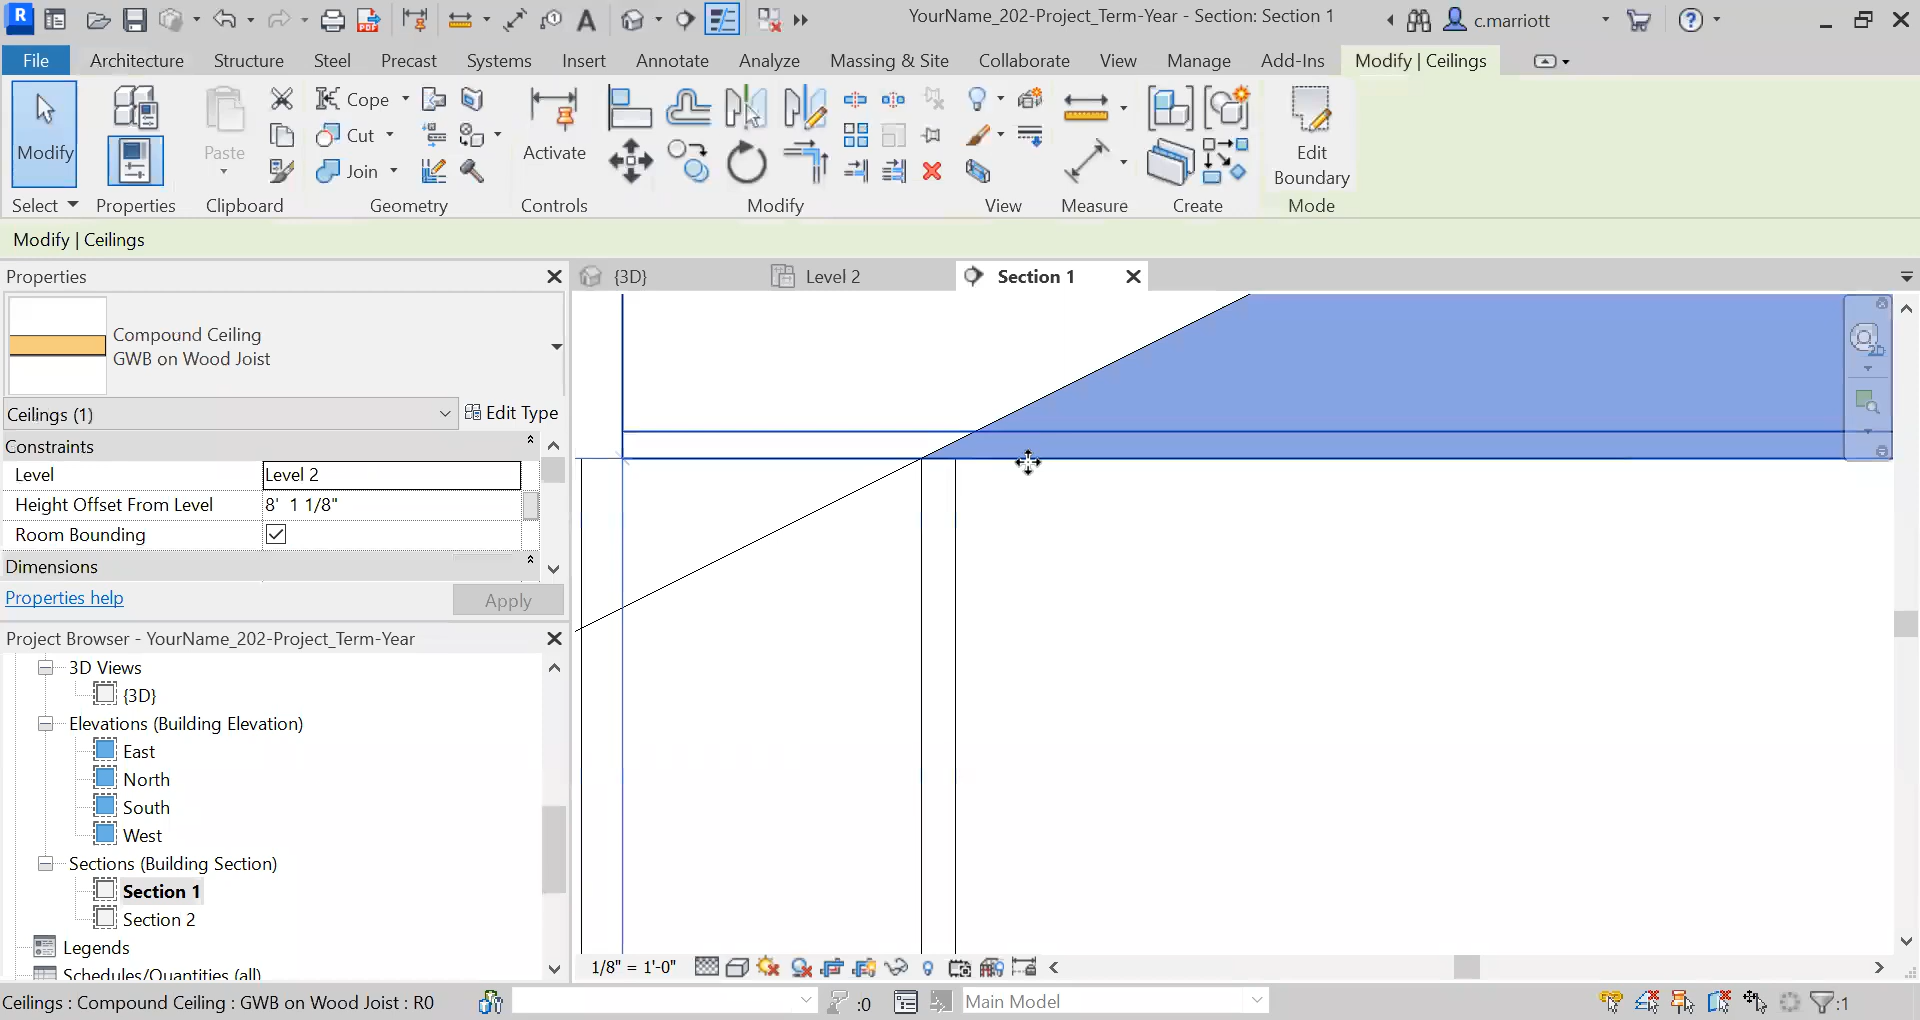 R
YourName_202-Project_Term-Year - Section: Section 1
c.marriott
File Architecture Structure Steel Precast Systems Insert Annotate Analyze Massing & Site Collaborate View Manage Add-Ins Modify | Ceilings
Modify
Paste
Cope
Cut
Join
Activate
Edit
Boundary
Select Properties Clipboard Geometry Controls Modify View Measure Create Mode
Modify | Ceilings
Properties
{3D}
Level 2
Section 1
Compound Ceiling
GWB on Wood Joist
Ceilings (1)
Edit Type
Constraints
Level Level 2
Height Offset From Level 8' 1 1/8"
Room Bounding
Dimensions
Properties help
Apply
Project Browser - YourName_202-Project_Term-Year
3D Views
{3D}
Elevations (Building Elevation)
East
North
South
West
Sections (Building Section)
Section 1
Section 2
Legends
Schedules/Quantities (all)
1/8" = 1'-0"
Ceilings : Compound Ceiling : GWB on Wood Joist : R0
:0
Main Model
:1